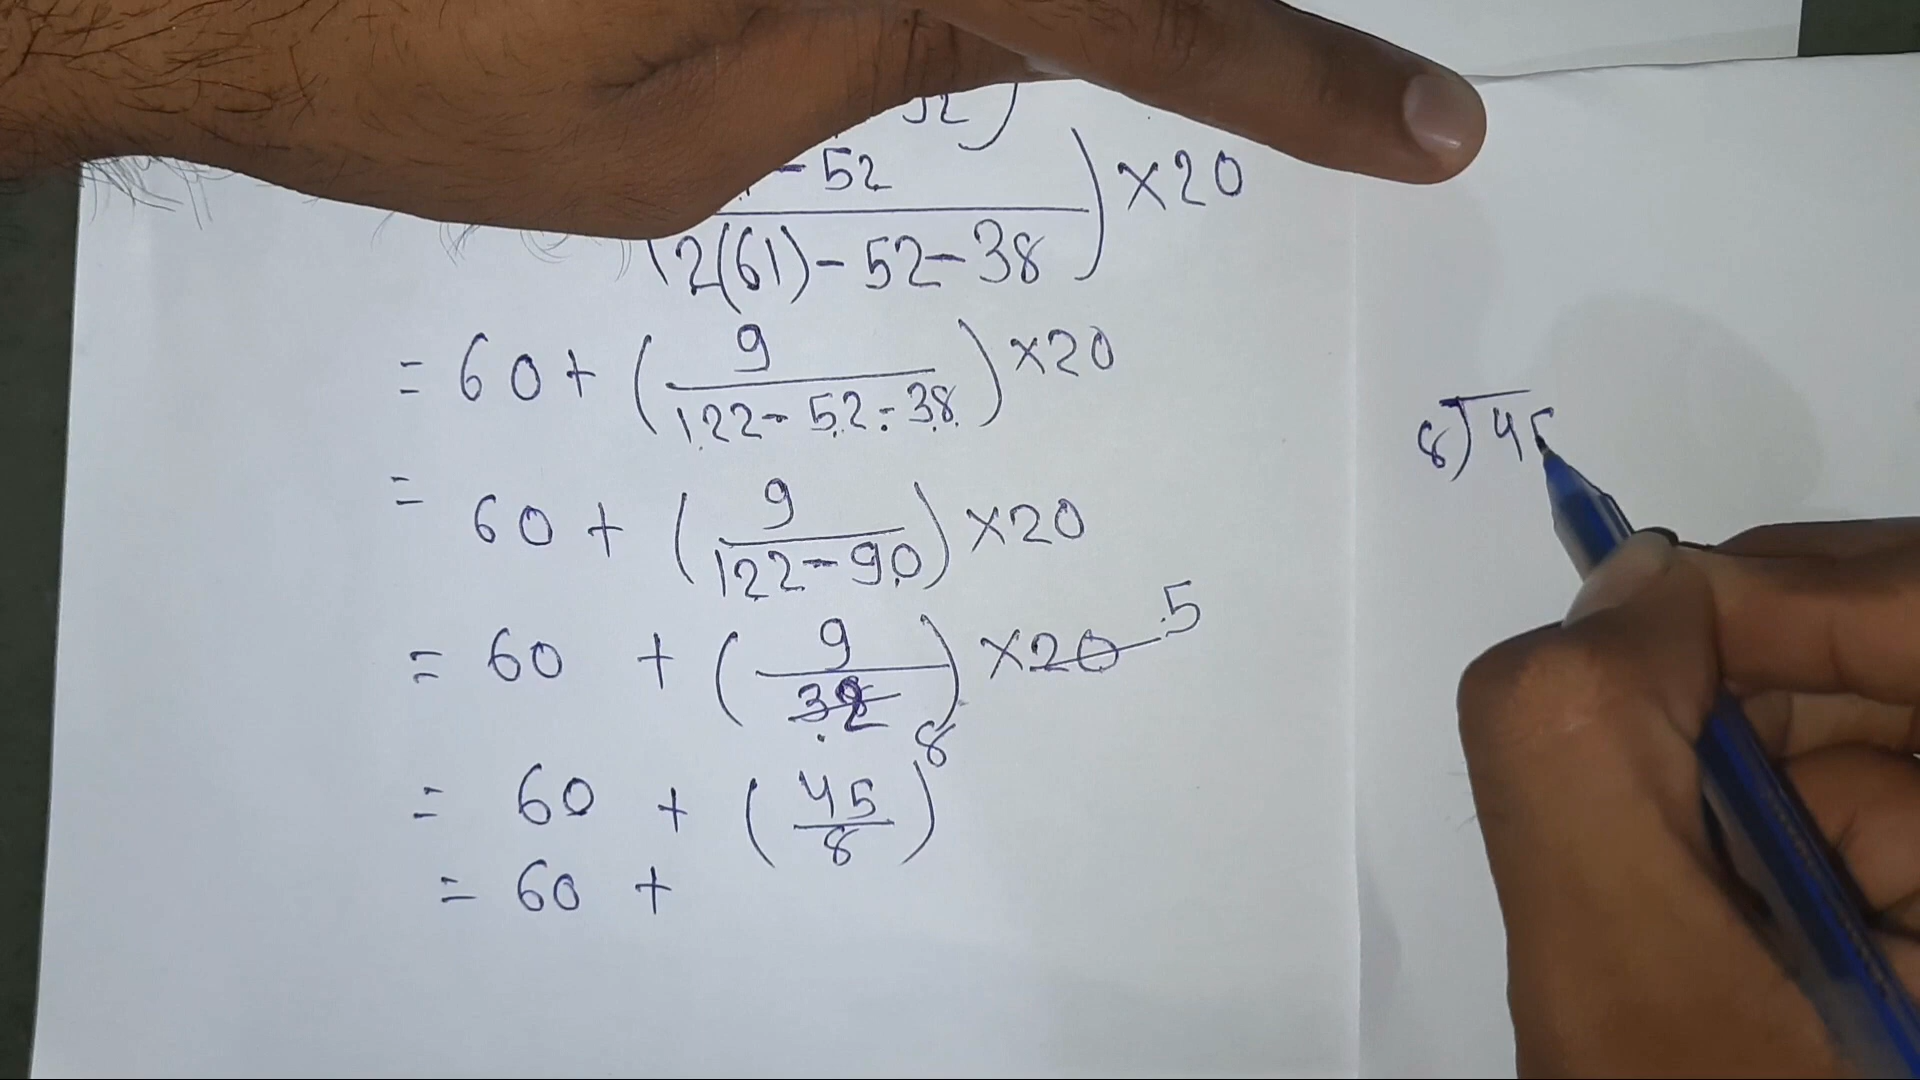 52)
- 52
) × 20
2(61) - 52 - 38
= 60 + ( 9 / 122 - 52 - 38 ) × 20
= 60 + ( 9 / 122 - 90 ) × 20
= 60 + ( 9 / 32 ) × 20 5
8
= 60 + ( 45 / 8 )
= 60 +
8 ) 45